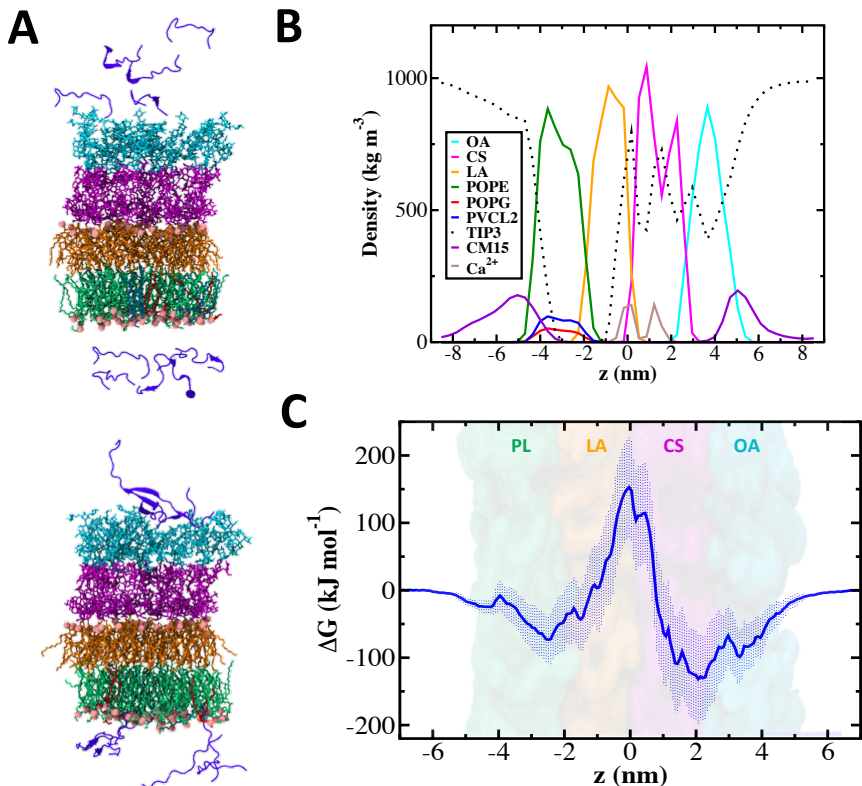 A
B
Density (kg m⁻³)
1000
500
0
OA
CS
LA
POPE
POPG
PVCL2
TIP3
CM15
Ca²⁺
-8 -6 -4 -2 0 2 4 6 8
z (nm)
C
PL LA CS OA
ΔG (kJ mol⁻¹)
200
100
0
-100
-200
-6 -4 -2 0 2 4 6
z (nm)